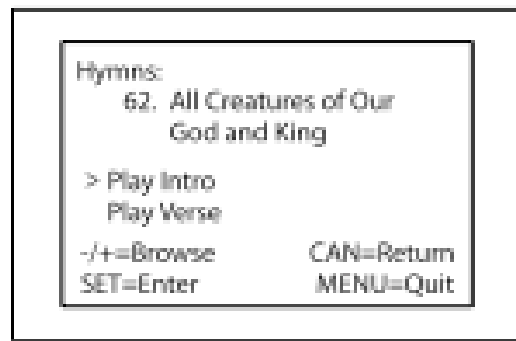 Hymns:
62. All Creatures of Our
God and King
> Play Intro
Play Verse
-/+=Browse CAN=Return
SET=Enter MENU=Quit